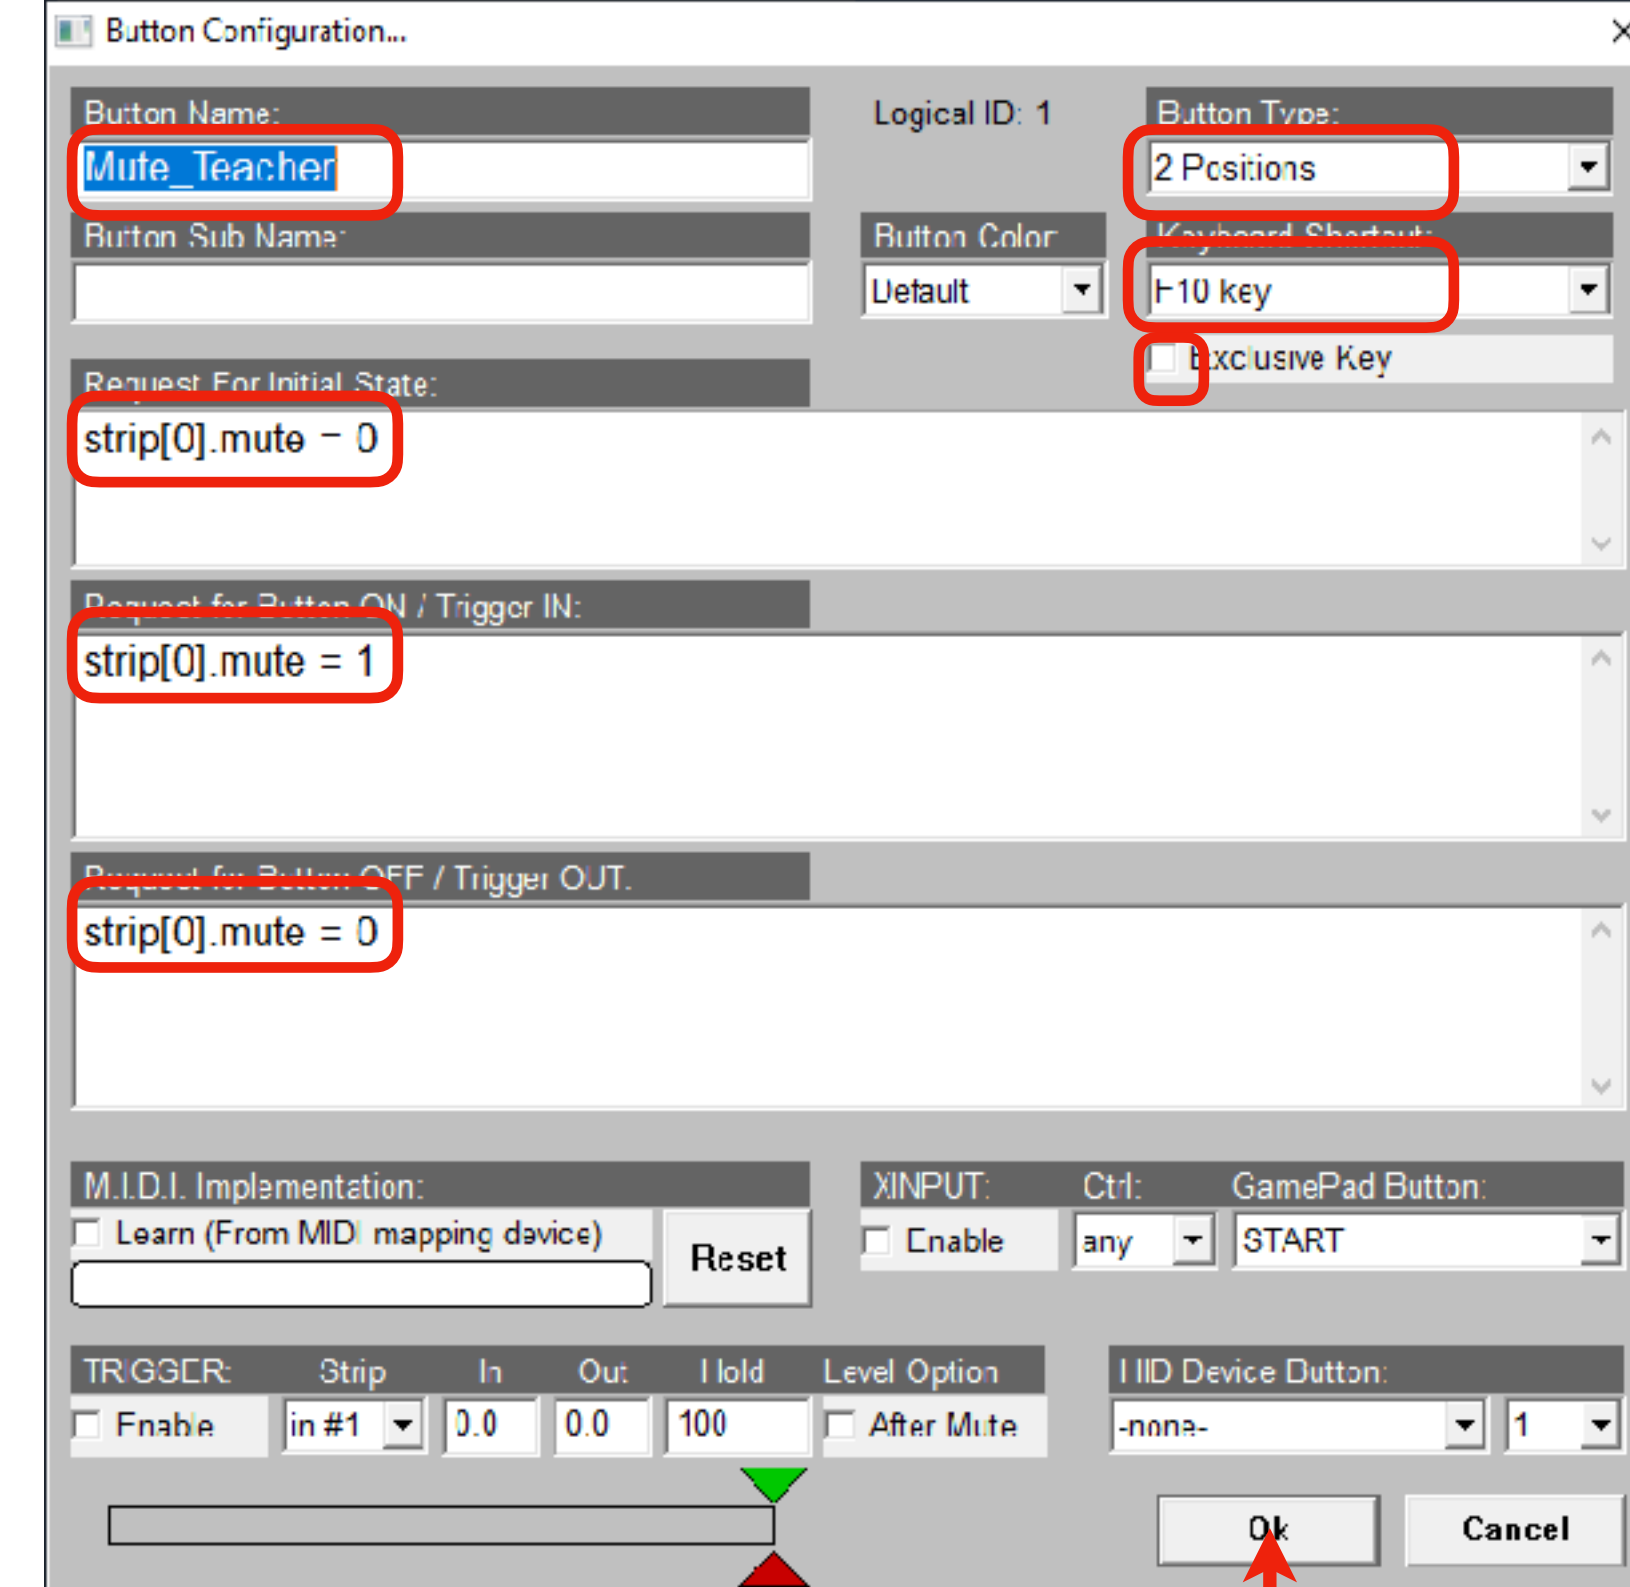 Button Configuration...
Button Name:
Logical ID: 1
Button Type:
Mute_Teacher
2 Positions
Button Sub Name:
Button Color
Keyboard Shortcut:
Default
F10 key
Exclusive Key
Request For Initial State:
strip[0].mute = 0
Request for Button ON / Trigger IN:
strip[0].mute = 1
Request for Button OFF / Trigger OUT:
strip[0].mute = 0
M.I.D.I. Implementation:
XINPUT: Ctrl: GamePad Button:
Learn (From MIDI mapping device)
Reset
Enable
any
START
TRIGGER: Strip In Out Hold Level Option
HID Device Button:
Enable
in #1
0.0
0.0
100
After Mute
-none-
1
Ok
Cancel